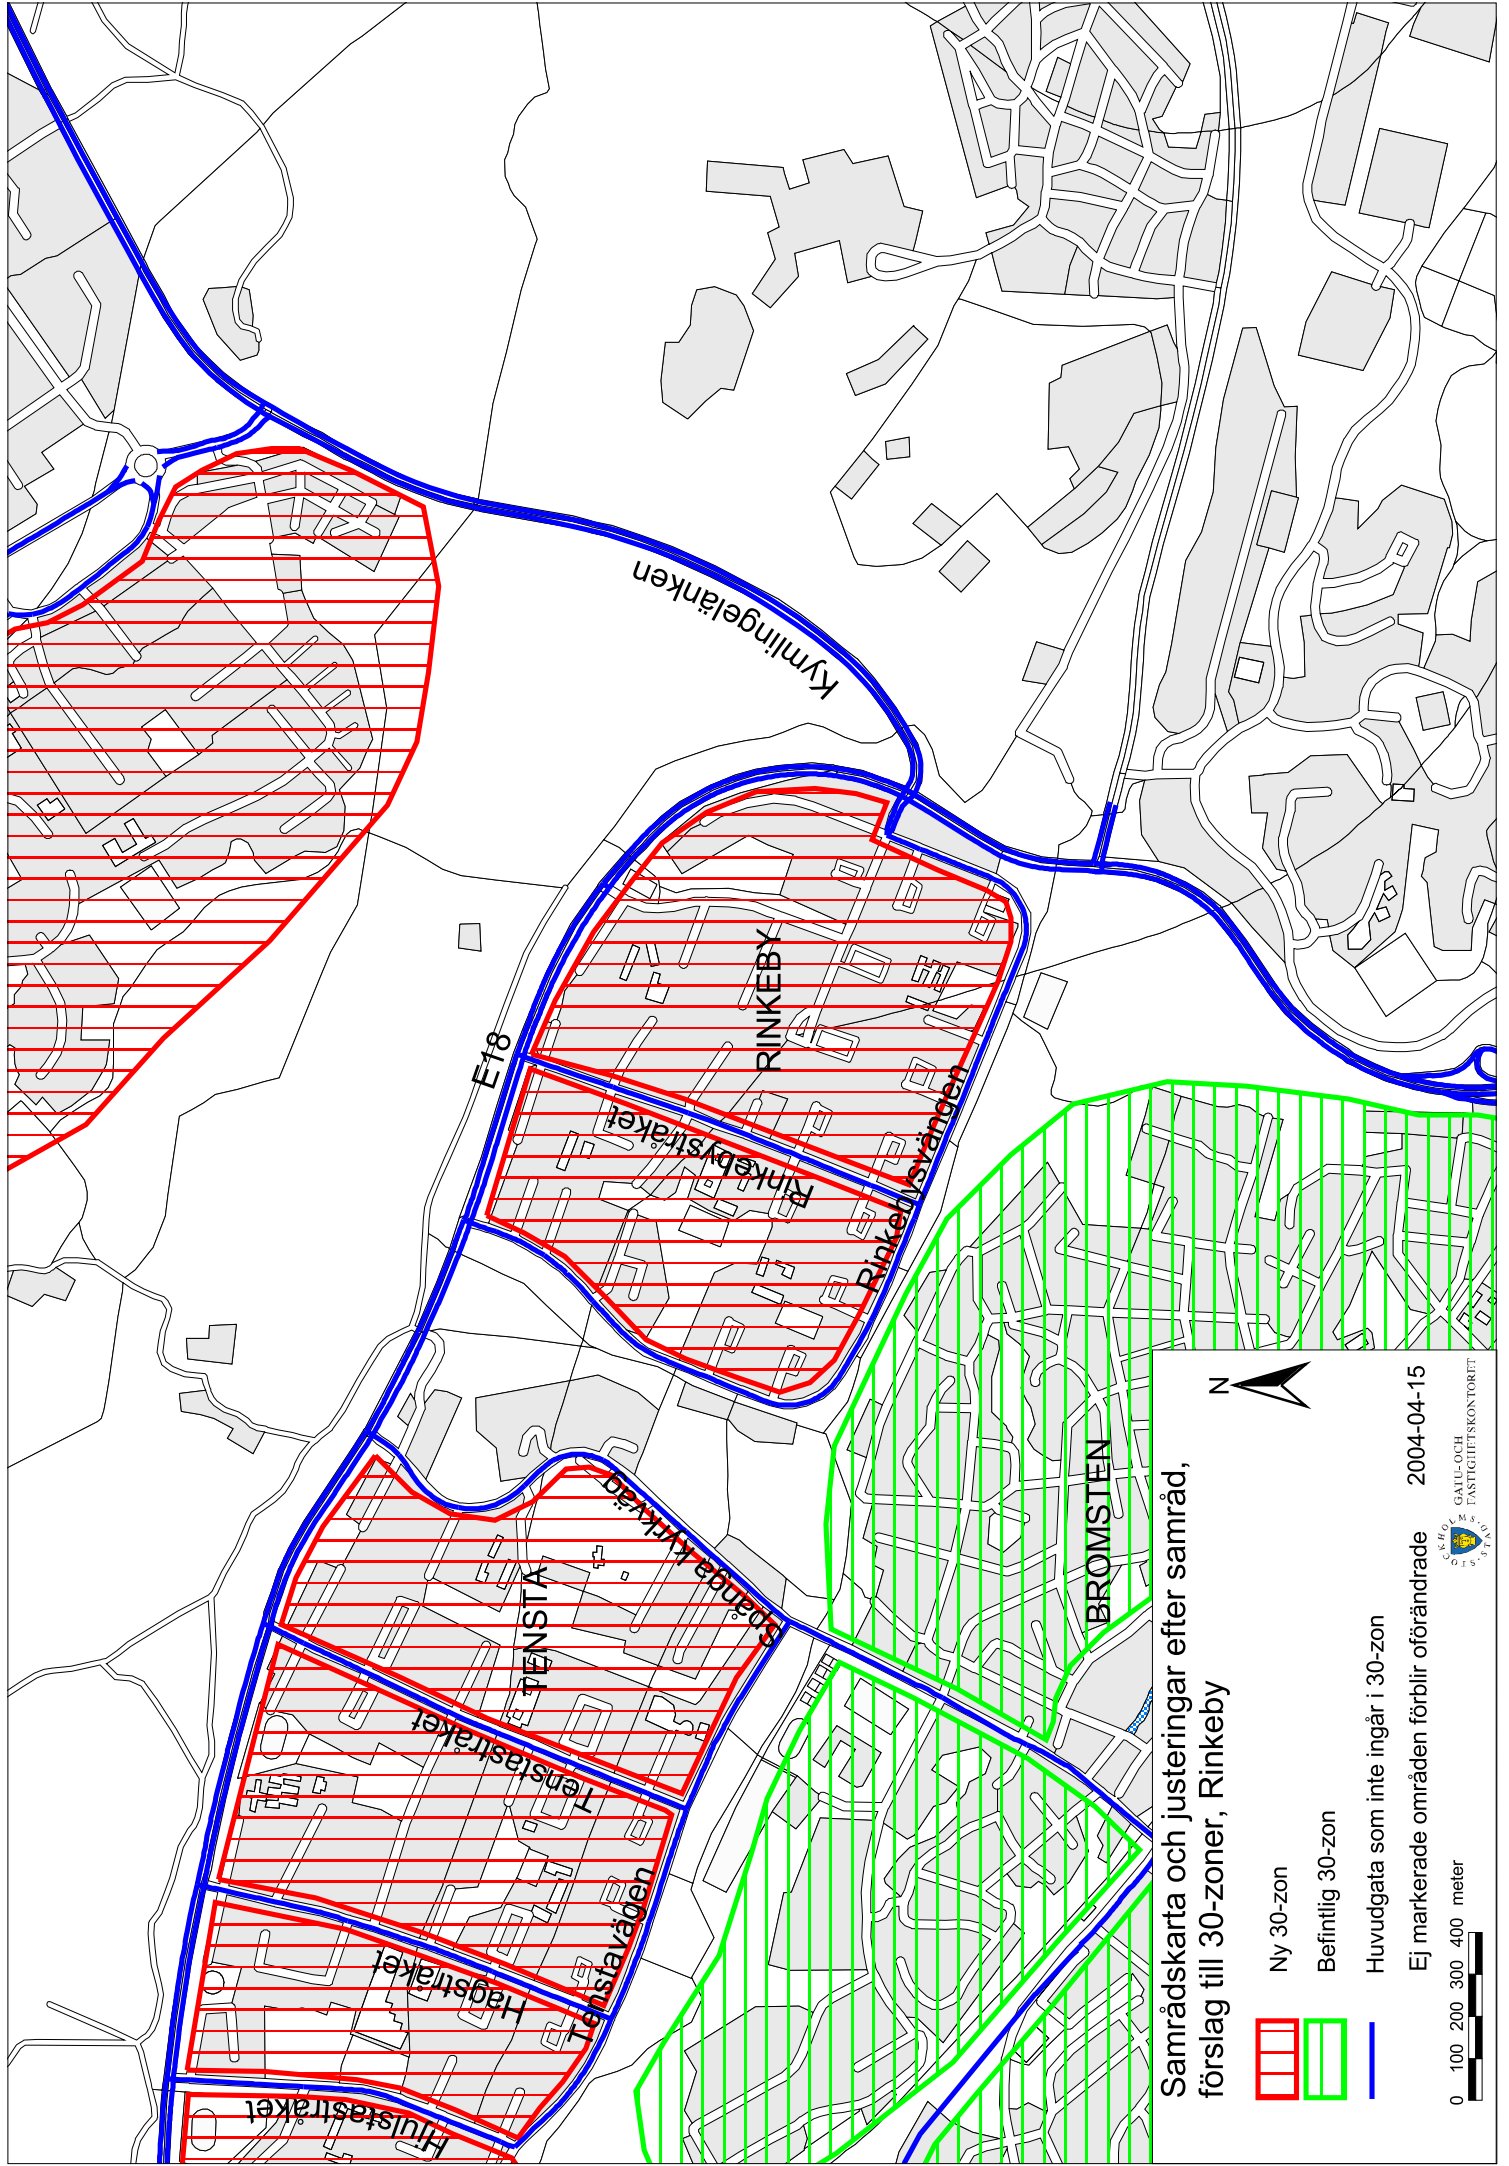 Kymlingelänken
E18
RINKEBY
Rinkebystråket
Rinkebysvängen
TENSTA
Spånga kyrkväg
Tenstastråket
Tenstavägen
Hagstråket
Hjulstastråket
BROMSTEN
Samrådskarta och justeringar efter samråd,
förslag till 30-zoner, Rinkeby
N
Ny 30-zon
Befintlig 30-zon
Huvudgata som inte ingår i 30-zon
Ej markerade områden förblir oförändrade
2004-04-15
0 100 200 300 400 meter
GATU- OCH
FASTIGHETSKONTORET
STOCKHOLMS STAD